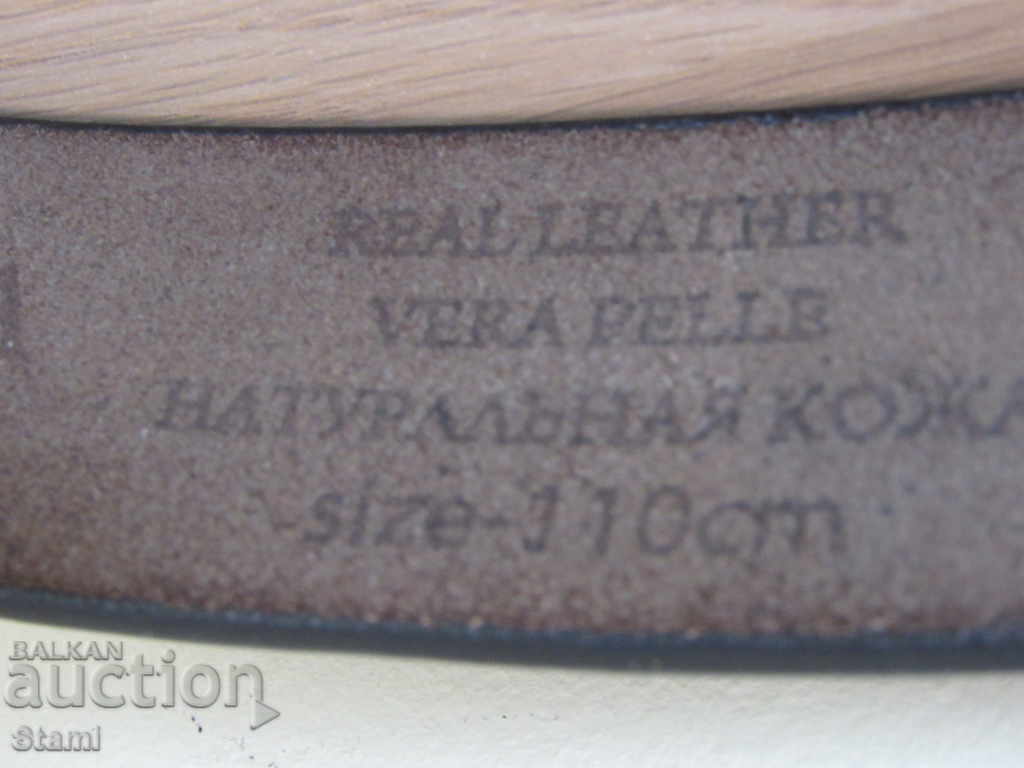 REAL LEATHER
VERA PELLE
НАТУРАЛЬНАЯ КОЖА
size-110cm
BALKAN
auction
Stami